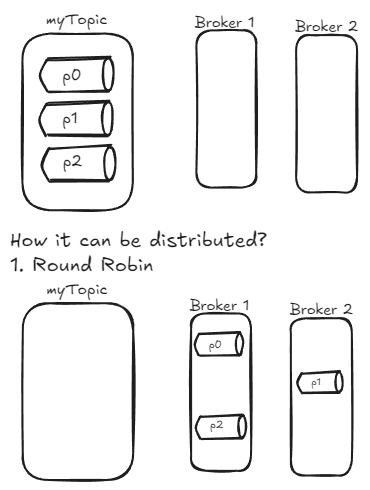 myTopic
Broker 1
Broker 2
p0
p1
p2
How it can be distributed?
1. Round Robin
myTopic
Broker 1
Broker 2
p0
p1
p2